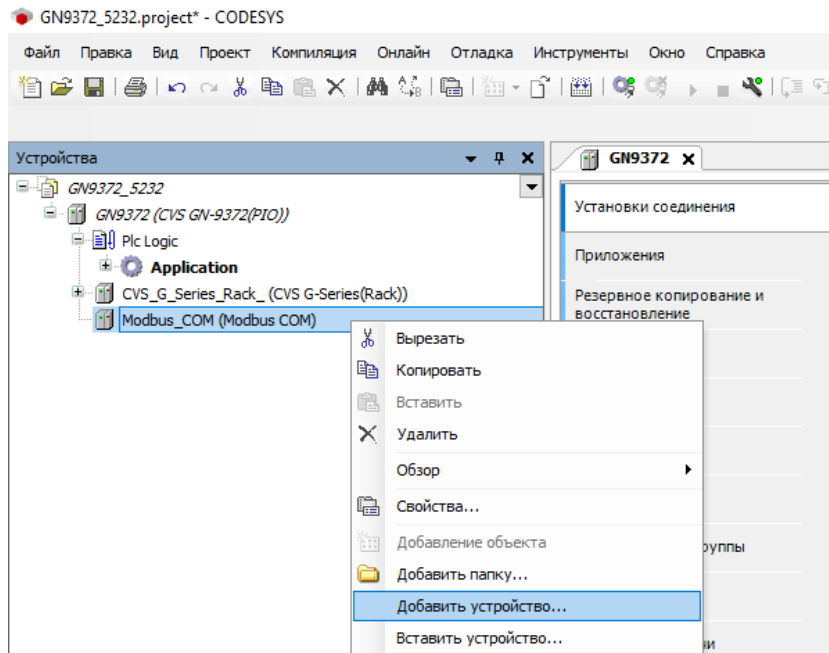 GN9372_5232.project* - CODESYS
Файл Правка Вид Проект Компиляция Онлайн Отладка Инструменты Окно Справка
Устройства
GN9372_5232
GN9372 (CVS GN-9372(PIO))
Plc Logic
Application
CVS_G_Series_Rack_ (CVS G-Series(Rack))
Modbus_COM (Modbus COM)
Вырезать
Копировать
Вставить
Удалить
Обзор
Свойства...
Добавление объекта
Добавить папку...
Добавить устройство...
Вставить устройство...
GN9372
Установки соединения
Приложения
Резервное копирование и
восстановление
руппы